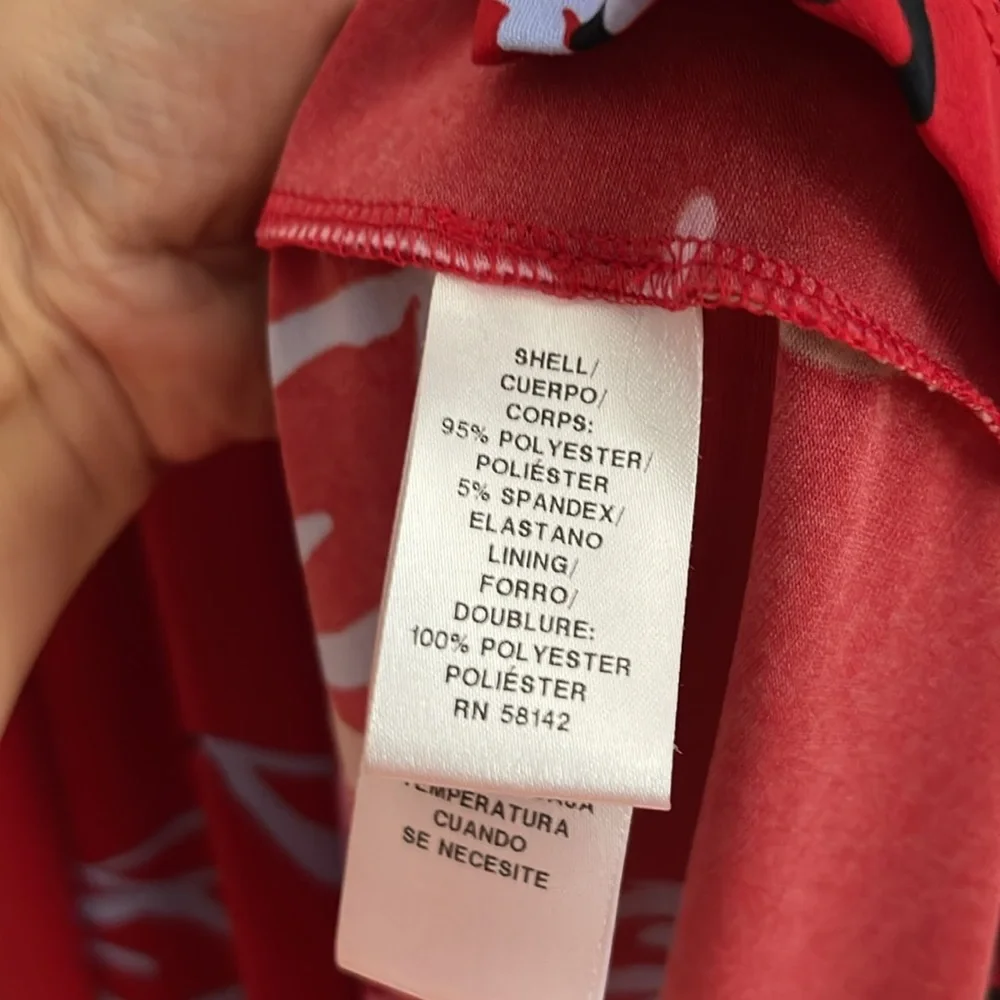 SHELL/
CUERPO/
CORPS:
95% POLYESTER/
POLIÉSTER
5% SPANDEX/
ELASTANO
LINING/
FORRO/
DOUBLURE:
100% POLYESTER
POLIÉSTER
RN 58142
TEMPERATURA
CUANDO
SE NECESITE